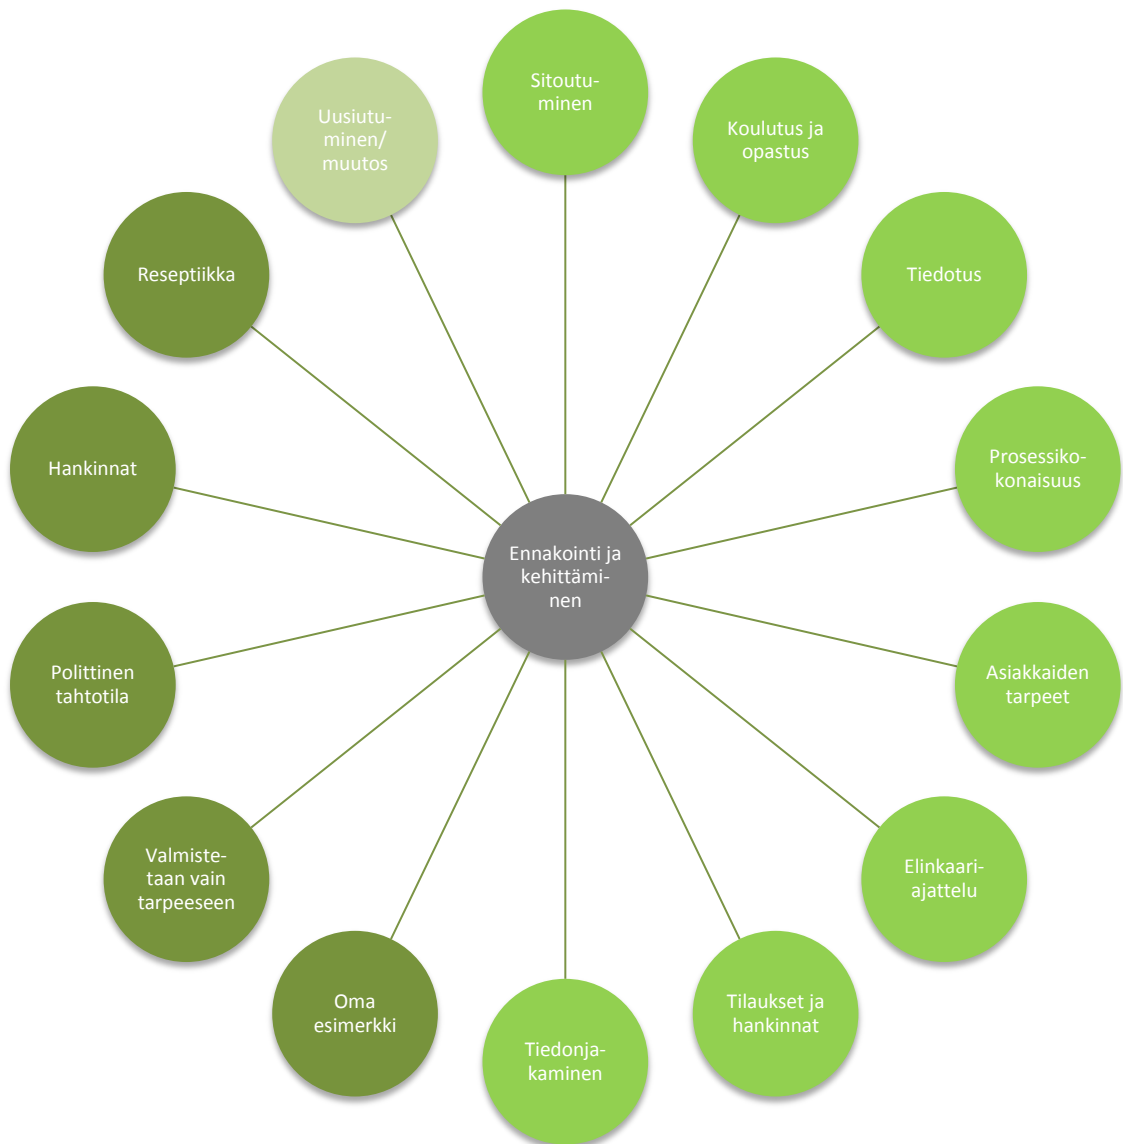 Sitoutu-
minen
Koulutus ja
opastus
Tiedotus
Prosessiko-
konaisuus
Asiakkaiden
tarpeet
Elinkaari-
ajattelu
Tilaukset ja
hankinnat
Tiedonja-
kaminen
Oma
esimerkki
Valmiste-
taan vain
tarpeeseen
Polittinen
tahtotila
Hankinnat
Reseptiikka
Uusiutu-
minen/
muutos
Ennakointi ja
kehittämi-
nen